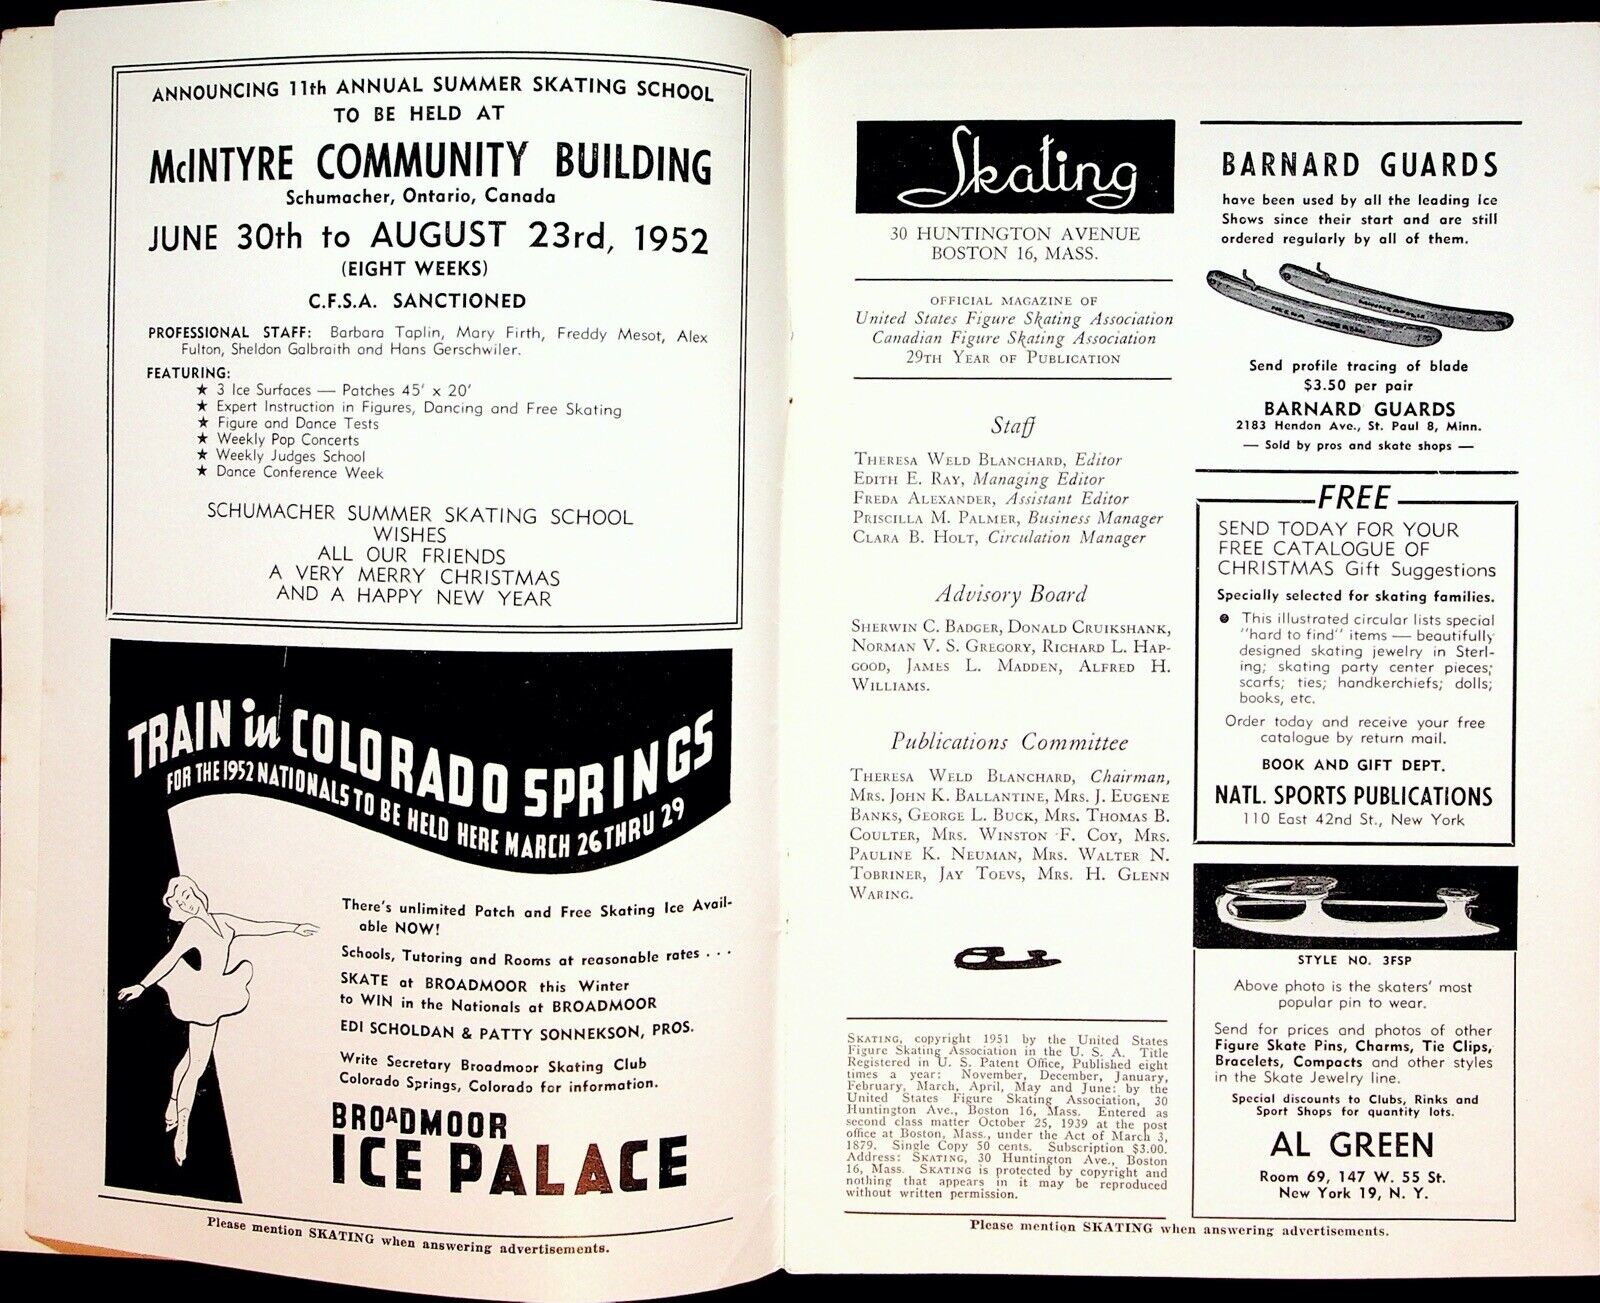 ANNOUNCING 11th ANNUAL SUMMER SKATING SCHOOL
TO BE HELD AT
McINTYRE COMMUNITY BUILDING
Schumacher, Ontario, Canada
JUNE 30th to AUGUST 23rd, 1952
(EIGHT WEEKS)
C.F.S.A. SANCTIONED
PROFESSIONAL STAFF: Barbara Taplin, Mary Firth, Freddy Mesot, Alex
Fulton, Sheldon Galbraith and Hans Gerschwiler.
FEATURING:
★ 3 Ice Surfaces — Patches 45' x 20'
★ Expert Instruction in Figures, Dancing and Free Skating
★ Figure and Dance Tests
★ Weekly Pop Concerts
★ Weekly Judges School
★ Dance Conference Week
SCHUMACHER SUMMER SKATING SCHOOL
WISHES
ALL OUR FRIENDS
A VERY MERRY CHRISTMAS
AND A HAPPY NEW YEAR
TRAIN in COLORADO SPRINGS
FOR THE 1952 NATIONALS TO BE HELD HERE MARCH 26 THRU 29
There's unlimited Patch and Free Skating Ice Avail-
able NOW!
Schools, Tutoring and Rooms at reasonable rates . . .
SKATE at BROADMOOR this Winter
to WIN in the Nationals at BROADMOOR
EDI SCHOLDAN & PATTY SONNEKSON, PROS.
Write Secretary Broadmoor Skating Club
Colorado Springs, Colorado for information.
BROADMOOR
ICE PALACE
Please mention SKATING when answering advertisements.
Skating
30 HUNTINGTON AVENUE
BOSTON 16, MASS.
OFFICIAL MAGAZINE OF
United States Figure Skating Association
Canadian Figure Skating Association
29TH YEAR OF PUBLICATION
Staff
THERESA WELD BLANCHARD, Editor
EDITH E. RAY, Managing Editor
FREDA ALEXANDER, Assistant Editor
PRISCILLA M. PALMER, Business Manager
CLARA B. HOLT, Circulation Manager
Advisory Board
SHERWIN C. BADGER, DONALD CRUIKSHANK,
NORMAN V. S. GREGORY, RICHARD L. HAP-
GOOD, JAMES L. MADDEN, ALFRED H.
WILLIAMS.
Publications Committee
THERESA WELD BLANCHARD, Chairman,
MRS. JOHN K. BALLANTINE, MRS. J. EUGENE
BANKS, GEORGE L. BUCK, MRS. THOMAS B.
COULTER, MRS. WINSTON F. COY, MRS.
PAULINE K. NEUMAN, MRS. WALTER N.
TOBRINER, JAY TOEVS, MRS. H. GLENN
WARING.
SKATING, copyright 1951 by the United States
Figure Skating Association in the U. S. A. Title
Registered in U. S. Patent Office, Published eight
times a year: November, December, January,
February, March, April, May and June: by the
United States Figure Skating Association, 30
Huntington Ave., Boston 16, Mass. Entered as
second class matter October 25, 1939 at the post
office at Boston, Mass., under the Act of March 3,
1879. Single Copy 50 cents. Subscription $3.00.
Address: SKATING, 30 Huntington Ave., Boston
16, Mass. SKATING is protected by copyright and
nothing that appears in it may be reproduced
without written permission.
BARNARD GUARDS
have been used by all the leading Ice
Shows since their start and are still
ordered regularly by all of them.
Send profile tracing of blade
$3.50 per pair
BARNARD GUARDS
2183 Hendon Ave., St. Paul 8, Minn.
— Sold by pros and skate shops —
FREE
SEND TODAY FOR YOUR
FREE CATALOGUE OF
CHRISTMAS Gift Suggestions
Specially selected for skating families.
● This illustrated circular lists special
"hard to find" items — beautifully
designed skating jewelry in Sterl-
ing; skating party center pieces;
scarfs; ties; handkerchiefs; dolls;
books, etc.
Order today and receive your free
catalogue by return mail.
BOOK AND GIFT DEPT.
NATL. SPORTS PUBLICATIONS
110 East 42nd St., New York
STYLE NO. 3FSP
Above photo is the skaters' most
popular pin to wear.
Send for prices and photos of other
Figure Skate Pins, Charms, Tie Clips,
Bracelets, Compacts and other styles
in the Skate Jewelry line.
Special discounts to Clubs, Rinks and
Sport Shops for quantity lots.
AL GREEN
Room 69, 147 W. 55 St.
New York 19, N. Y.
Please mention SKATING when answering advertisements.